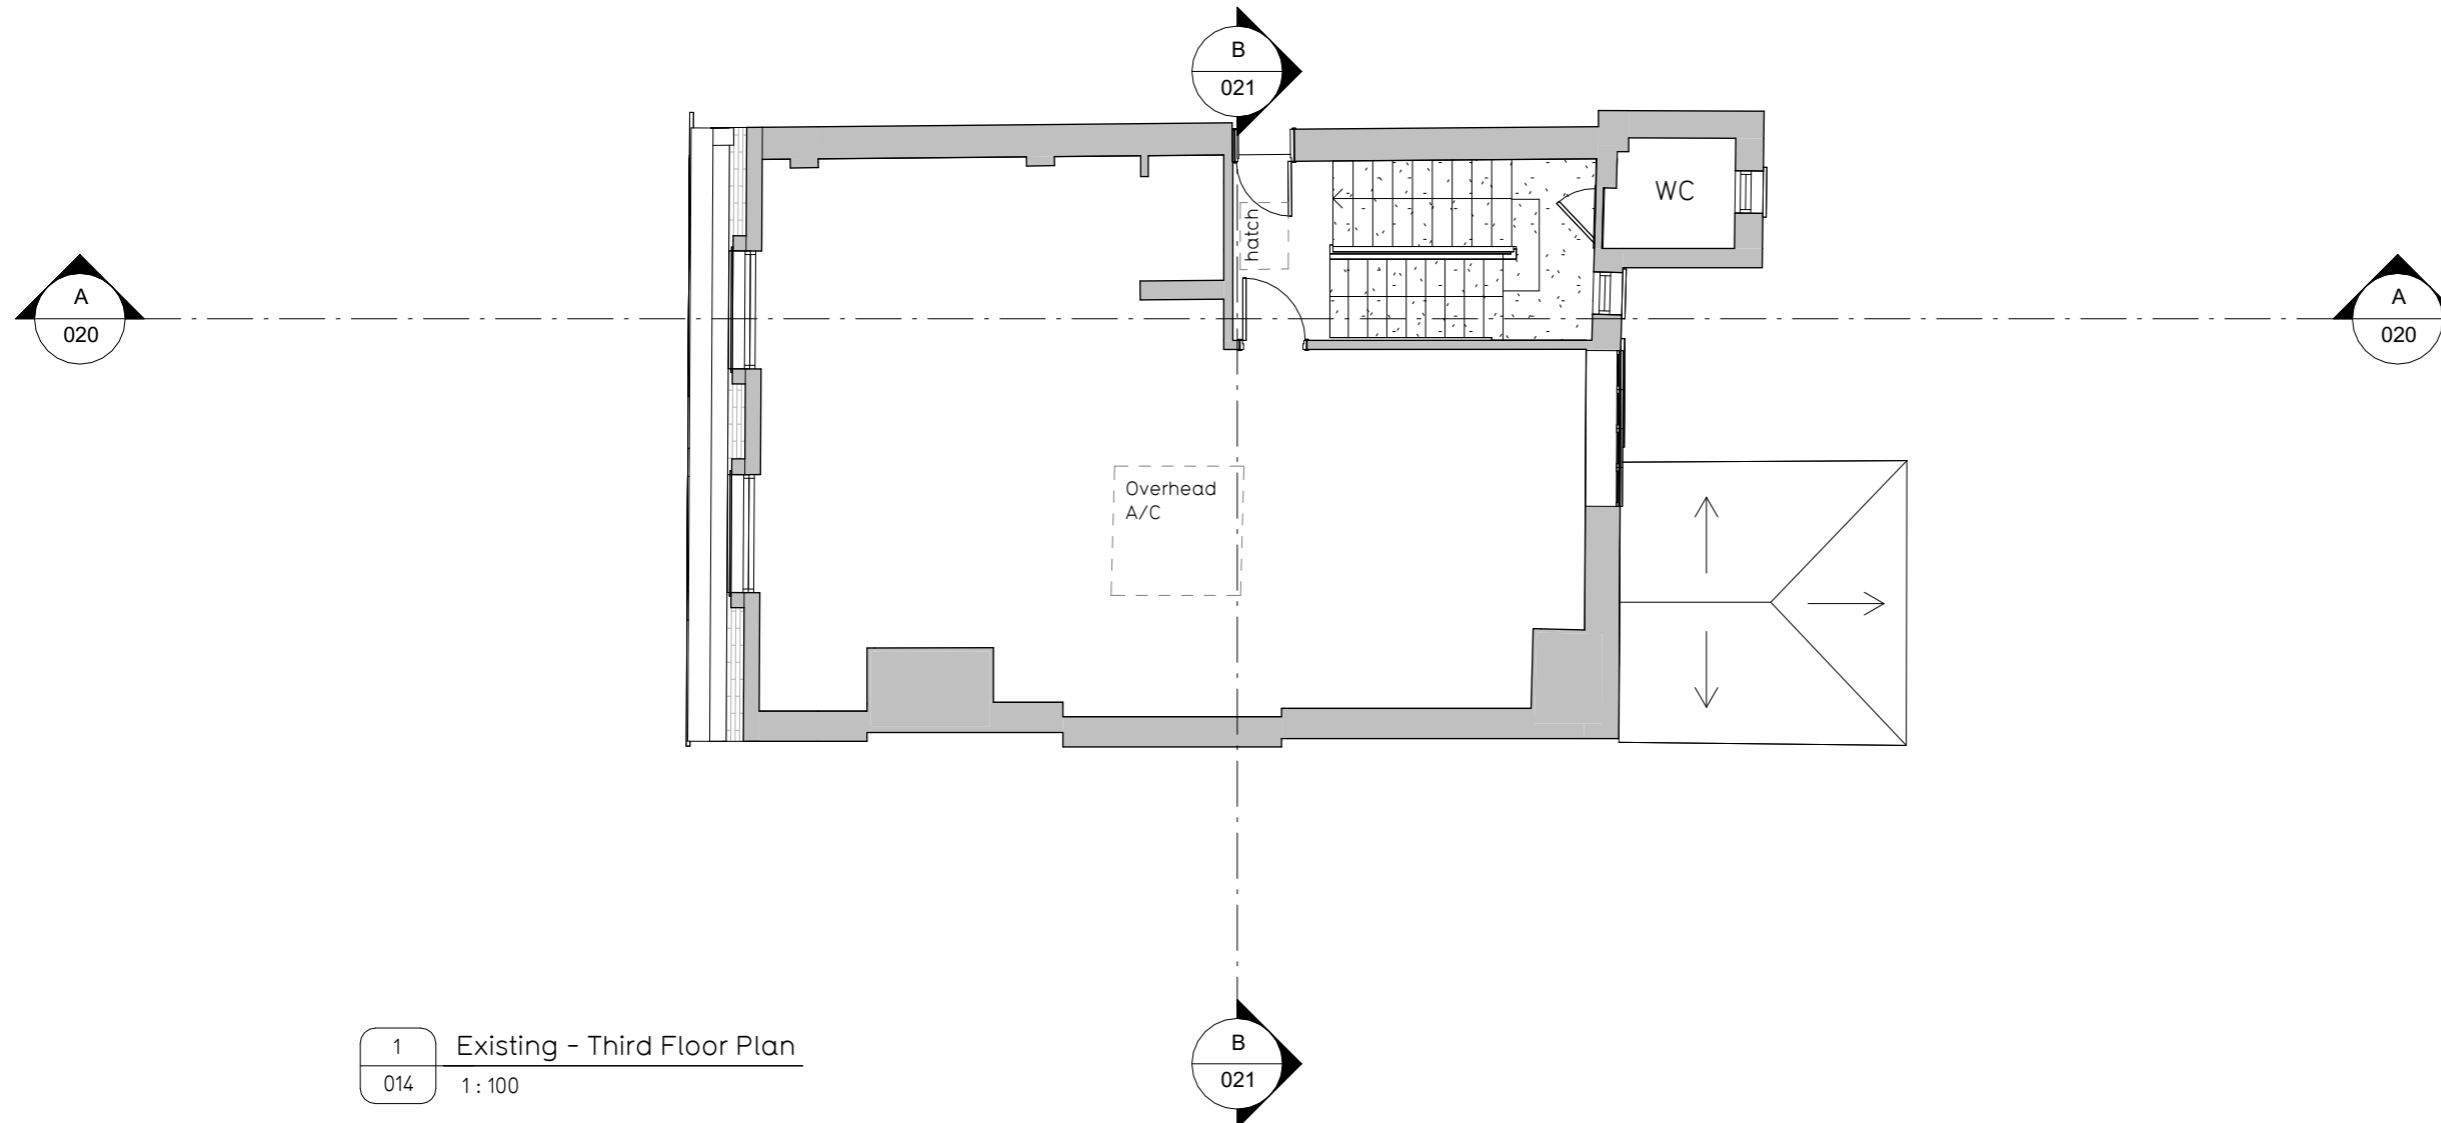 B
021
WC
hatch
A
020
A
020
Overhead
A/C
1
014
Existing - Third Floor Plan
1 : 100
B
021